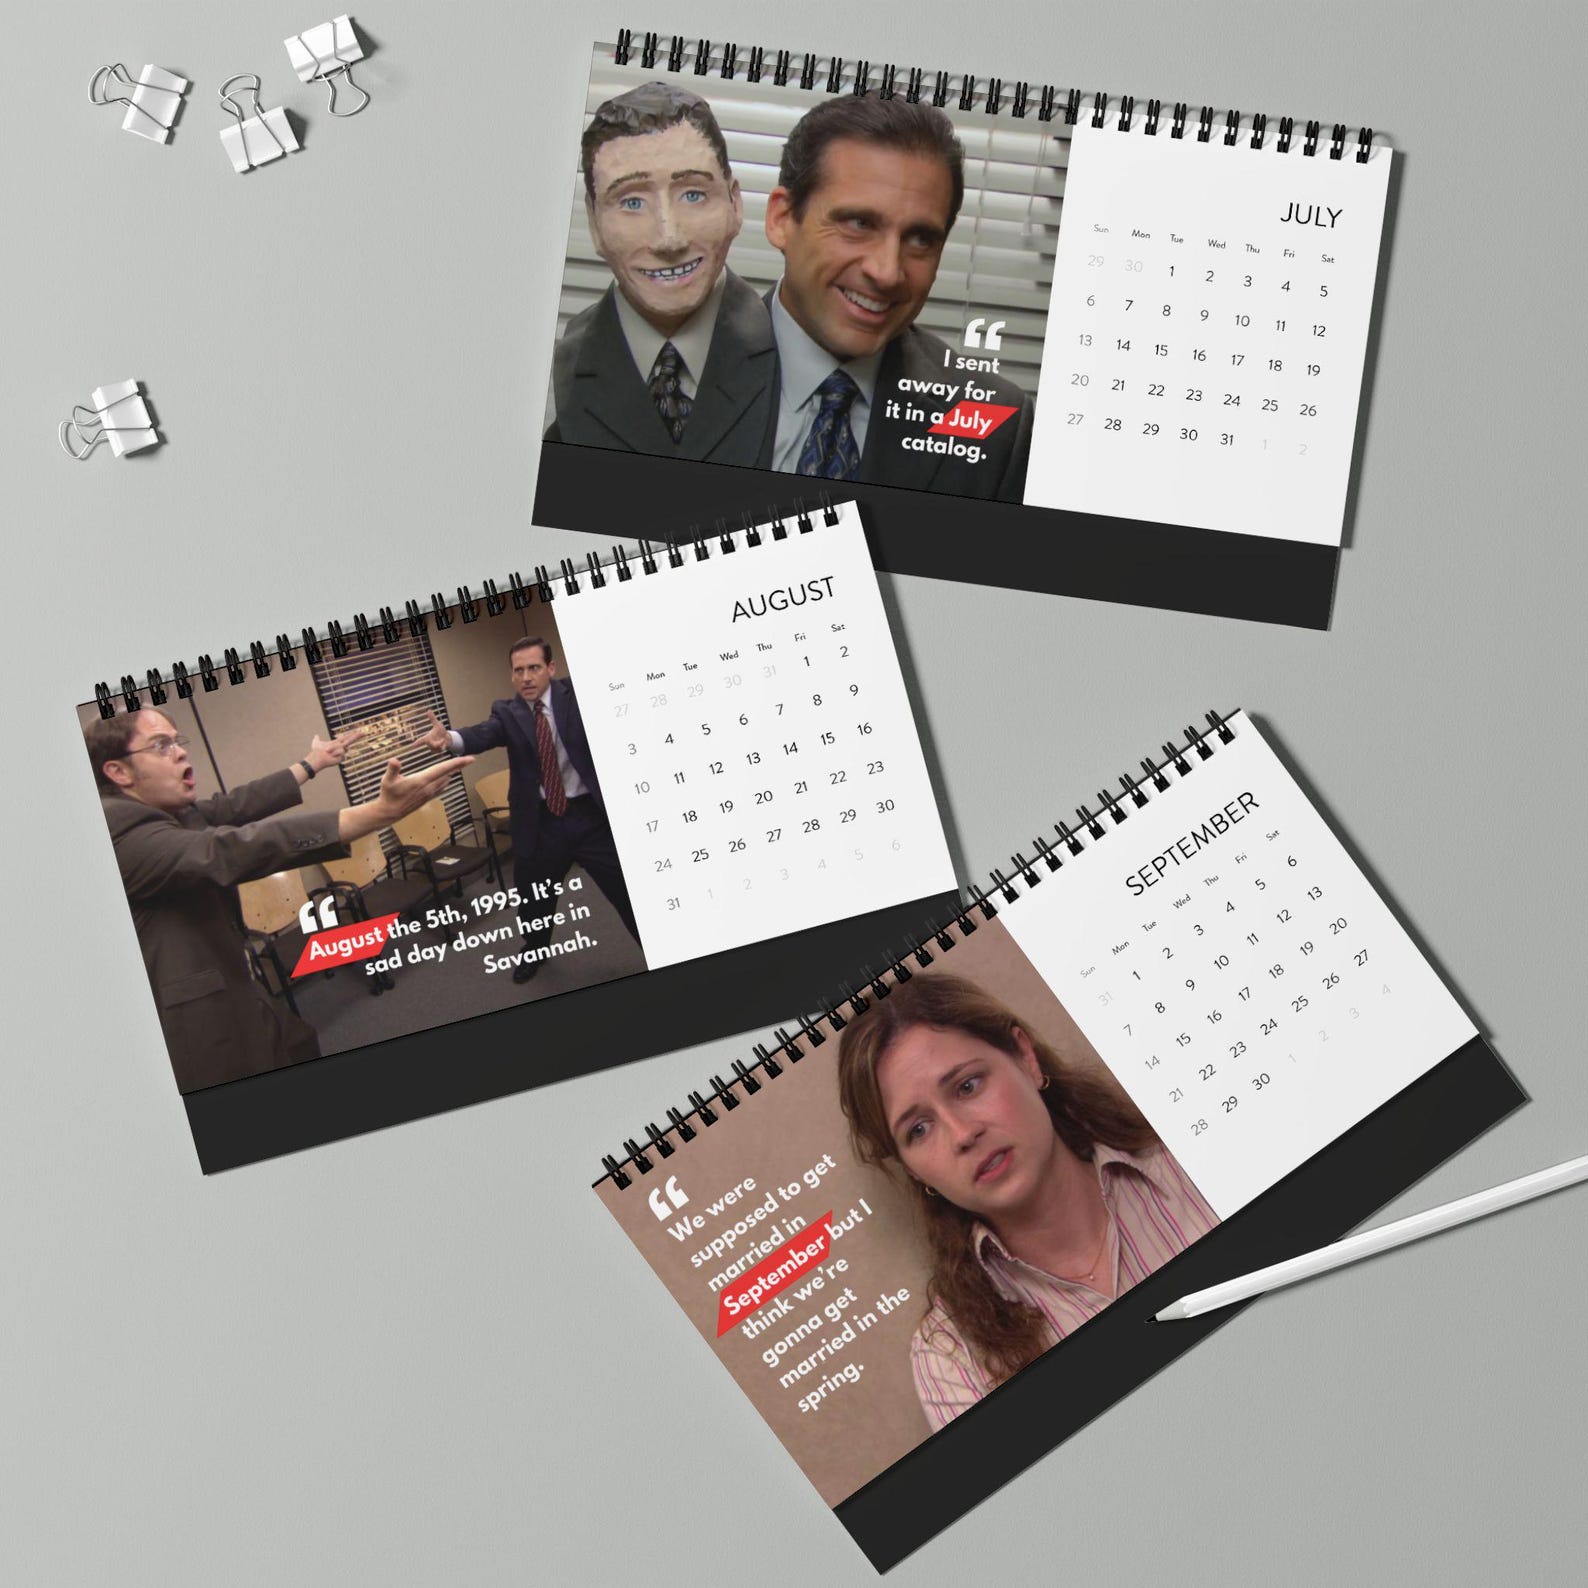 “
I sent
away for
it in a July
catalog.
JULY
Sun Mon Tue Wed Thu Fri Sat
29 30 1 2 3 4 5
6 7 8 9 10 11 12
13 14 15 16 17 18 19
20 21 22 23 24 25 26
27 28 29 30 31 1 2
“
August the 5th, 1995. It's a
sad day down here in
Savannah.
AUGUST
Sun Mon Tue Wed Thu Fri Sat
27 28 29 30 31 1 2
3 4 5 6 7 8 9
10 11 12 13 14 15 16
17 18 19 20 21 22 23
24 25 26 27 28 29 30
31 1 2 3 4 5 6
“
We were
supposed to get
married in
September but I
think we're
gonna get
married in the
spring.
SEPTEMBER
Sun Mon Tue Wed Thu Fri Sat
31 1 2 3 4 5 6
7 8 9 10 11 12 13
14 15 16 17 18 19 20
21 22 23 24 25 26 27
28 29 30 1 2 3 4